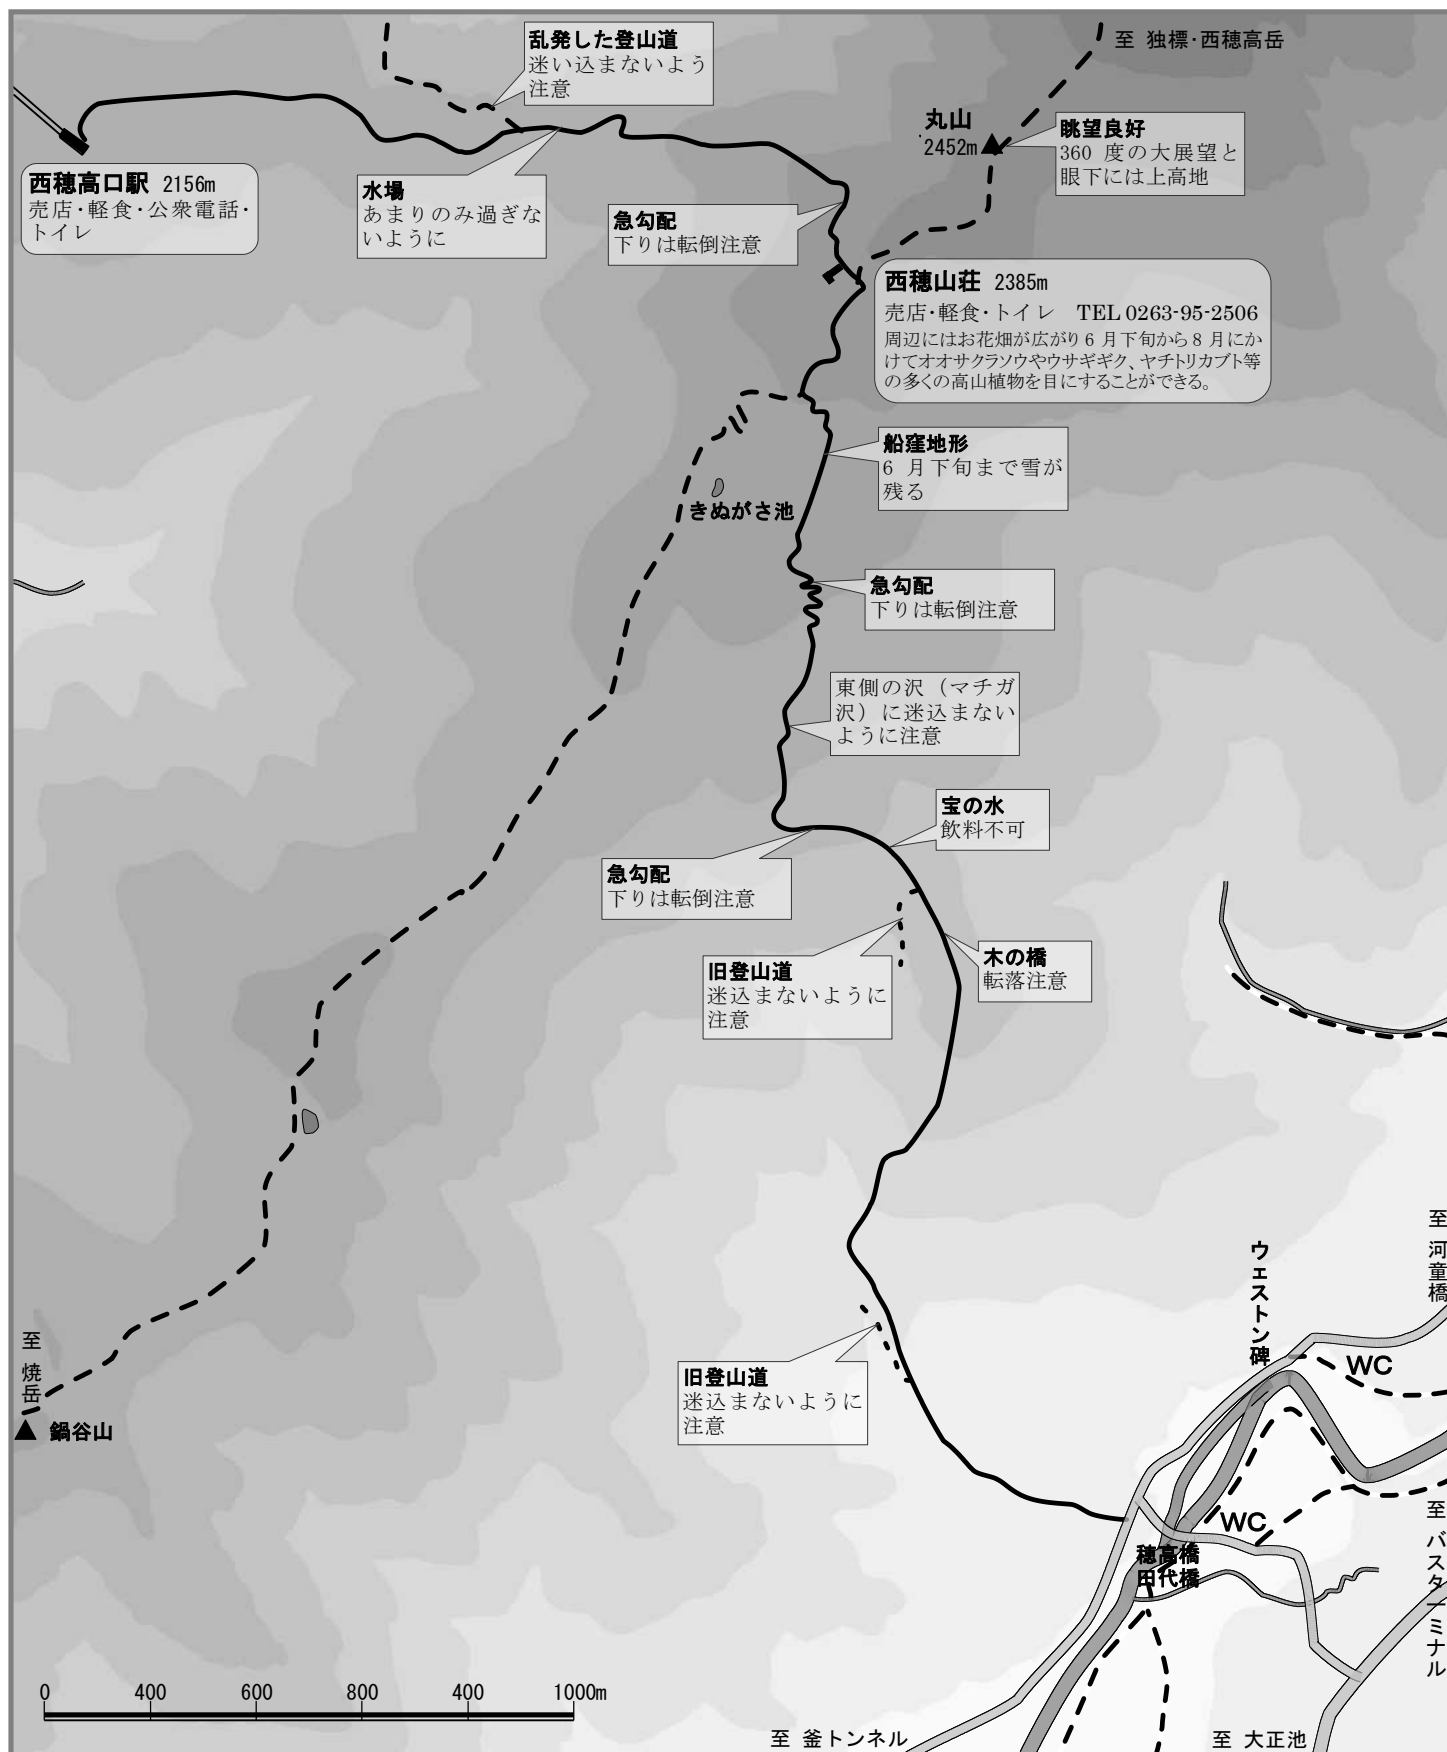 乱発した登山道
迷い込まないよう
注意
至 独標・西穂高岳
丸山
2452m
眺望良好
360 度の大展望と
眼下には上高地
西穂高口駅 2156m
売店・軽食・公衆電話・
トイレ
水場
あまりのみ過ぎな
いように
急勾配
下りは転倒注意
西穂山荘 2385m
売店・軽食・トイレ TEL 0263-95-2506
周辺にはお花畑が広がり 6 月下旬から 8 月にか
けてオオサクラソウやウサギギク、ヤチトリカブト等
の多くの高山植物を目にすることができる。
船窪地形
6 月下旬まで雪が
残る
きぬがさ池
急勾配
下りは転倒注意
東側の沢（マチガ
沢）に迷込まない
ように注意
宝の水
飲料不可
急勾配
下りは転倒注意
木の橋
転落注意
旧登山道
迷込まないように
注意
至 河童橋
ウェストン碑
WC
至 焼岳
鍋谷山
旧登山道
迷込まないように
注意
WC
穂高橋
田代橋
至 バスターミナル
0 400 600 800 400 1000m
至 釜トンネル
至 大正池